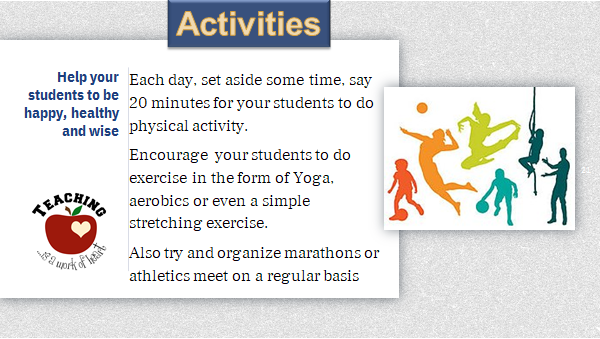 Activities
Help your
students to be
happy, healthy
and wise
Each day, set aside some time, say
20 minutes for your students to do
physical activity.
Encourage your students to do
exercise in the form of Yoga,
aerobics or even a simple
stretching exercise.
Also try and organize marathons or
athletics meet on a regular basis
TEACHING
...is a work of heart